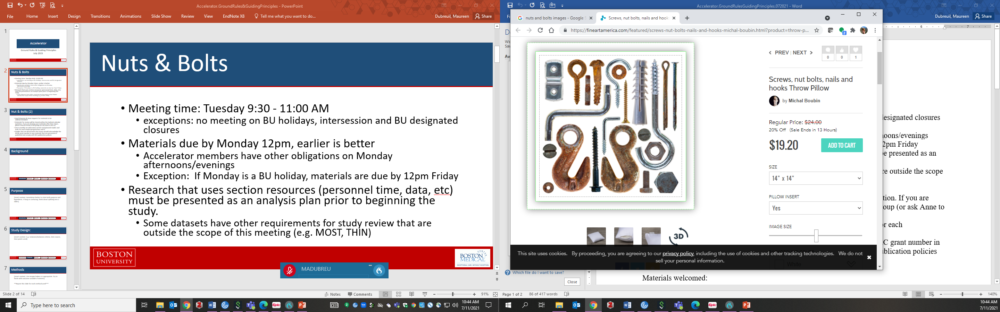 Accelerator.GroundRules&GuidingPrinciples - PowerPoint
File Home Insert Design Transitions Animations Slide Show Review View EndNote X8 Tell me what you want to do...
Dubreuil, Maureen Share
1
Accelerator
Ground Rules & Guiding Principles
July 2021
2
Nuts & Bolts
3
Nut & Bolts (2)
4
Background
5
Purpose
6
Study Design:
7
Methods
Nuts & Bolts
• Meeting time: Tuesday 9:30 - 11:00 AM
• exceptions: no meeting on BU holidays, intersession and BU designated
closures
• Materials due by Monday 12pm, earlier is better
• Accelerator members have other obligations on Monday
afternoons/evenings
• Exception: If Monday is a BU holiday, materials are due by 12pm Friday
• Research that uses section resources (personnel time, data, etc)
must be presented as an analysis plan prior to beginning the
study.
• Some datasets have other requirements for study review that are
outside the scope of this meeting (e.g. MOST, THIN)
BOSTON
UNIVERSITY
BOSTON
MEDICAL
CENTER
EXCEPTIONAL CARE. WITHOUT EXCEPTION.
MADUBREU
Slide 2 of 14
Notes Comments
91%
Type here to search
10:44 AM
7/11/2021
Accelerator.GroundRulesGuidingPrinciples.072021 - Word
Dubreuil, Maureen Share
nuts and bolts images - Google S
Screws, nut bolts, nails and hook
https://fineartamerica.com/featured/screws-nut-bolts-nails-and-hooks-michal-boubin.html?product=throw-p...
PREV | NEXT
0 0 1
Screws, nut bolts, nails and
hooks Throw Pillow
by Michal Boubin
Regular Price: $24.00
20% Off (Sale Ends in 13 Hours)
$19.20
ADD TO CART
SIZE
14" x 14"
PILLOW INSERT
Yes
IMAGE SIZE
3D
This site uses cookies. By proceeding, you are agreeing to our privacy policy, including the use of cookies and other tracking technologies. We do not
sell your personal information.
White
6 7
designated closures
noons/evenings
2pm Friday
be presented as an
re outside the scope
tion. If you are
oup (or ask Anne to
or each
C grant number in
ublication policies
Which file do I want to save?
Close
Materials welcomed:
Page 1 of 2 86 of 417 words
140%
10:44 AM
7/11/2021